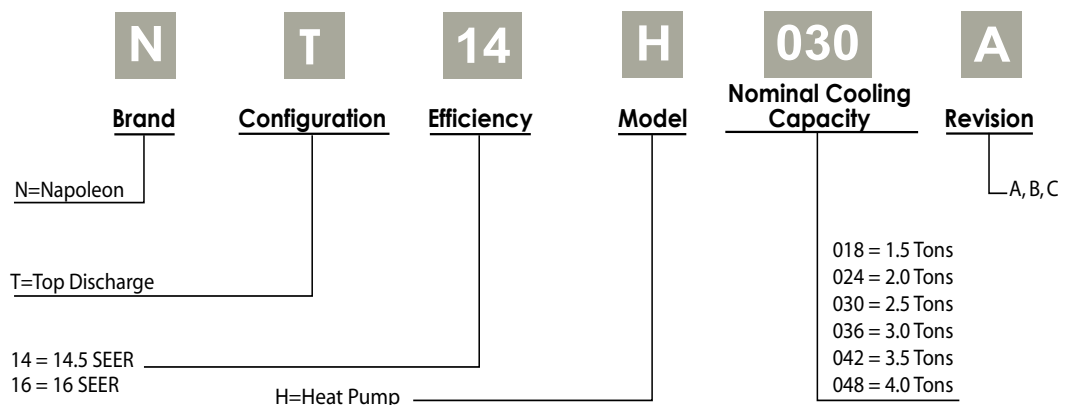 N T 14 H 030 A
Brand Configuration Efficiency Model Nominal Cooling Capacity Revision
N=Napoleon
A, B, C
T=Top Discharge
14 = 14.5 SEER
16 = 16 SEER
H=Heat Pump
018 = 1.5 Tons
024 = 2.0 Tons
030 = 2.5 Tons
036 = 3.0 Tons
042 = 3.5 Tons
048 = 4.0 Tons